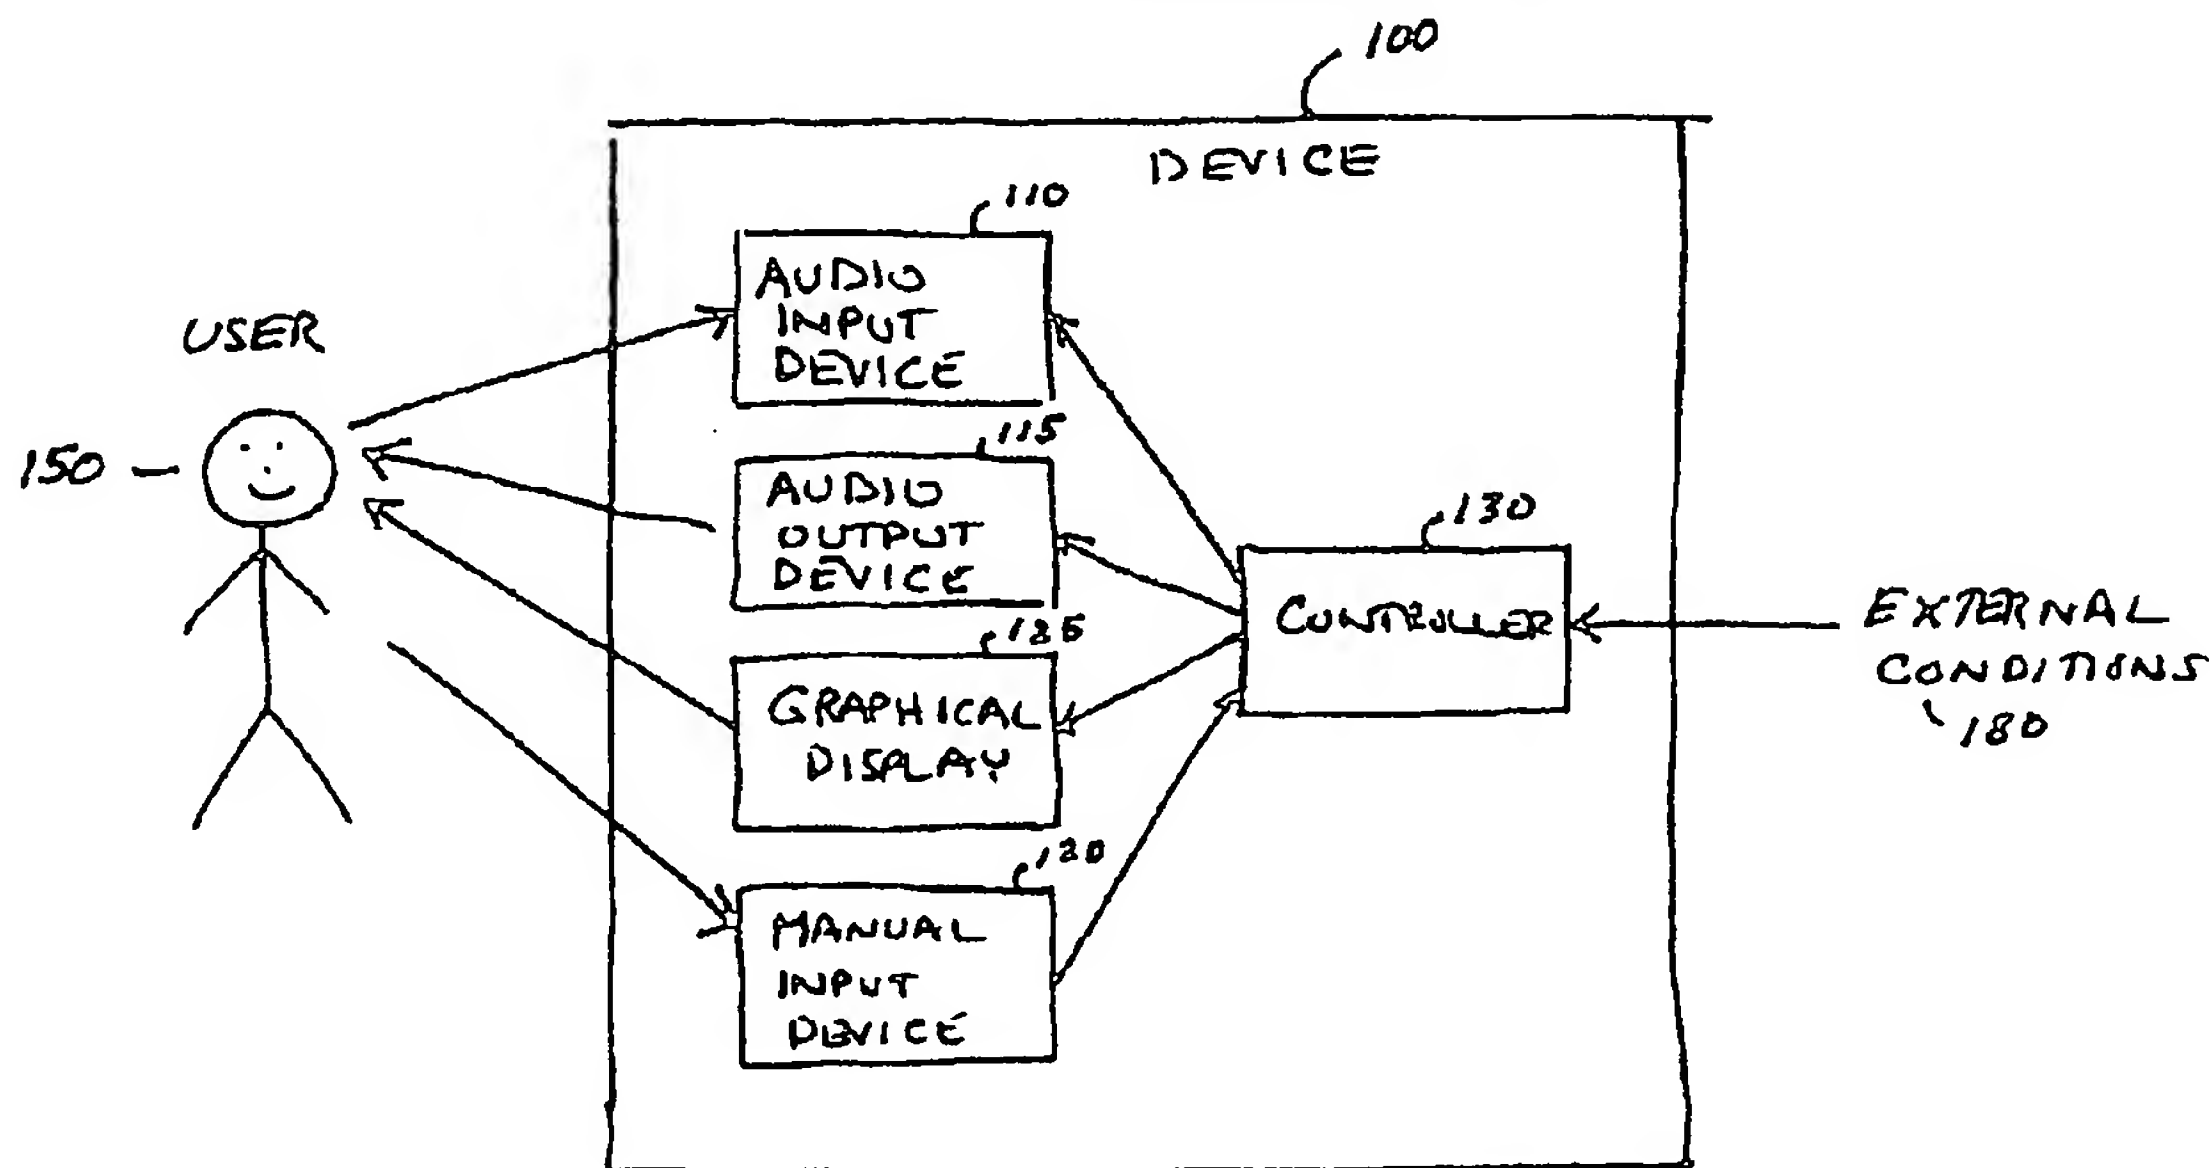 100
DEVICE
110
AUDIO
INPUT
DEVICE
USER
150
115
AUDIO
OUTPUT
DEVICE
130
CONTROLLER
EXTERNAL
CONDITIONS
180
125
GRAPHICAL
DISPLAY
120
MANUAL
INPUT
DEVICE